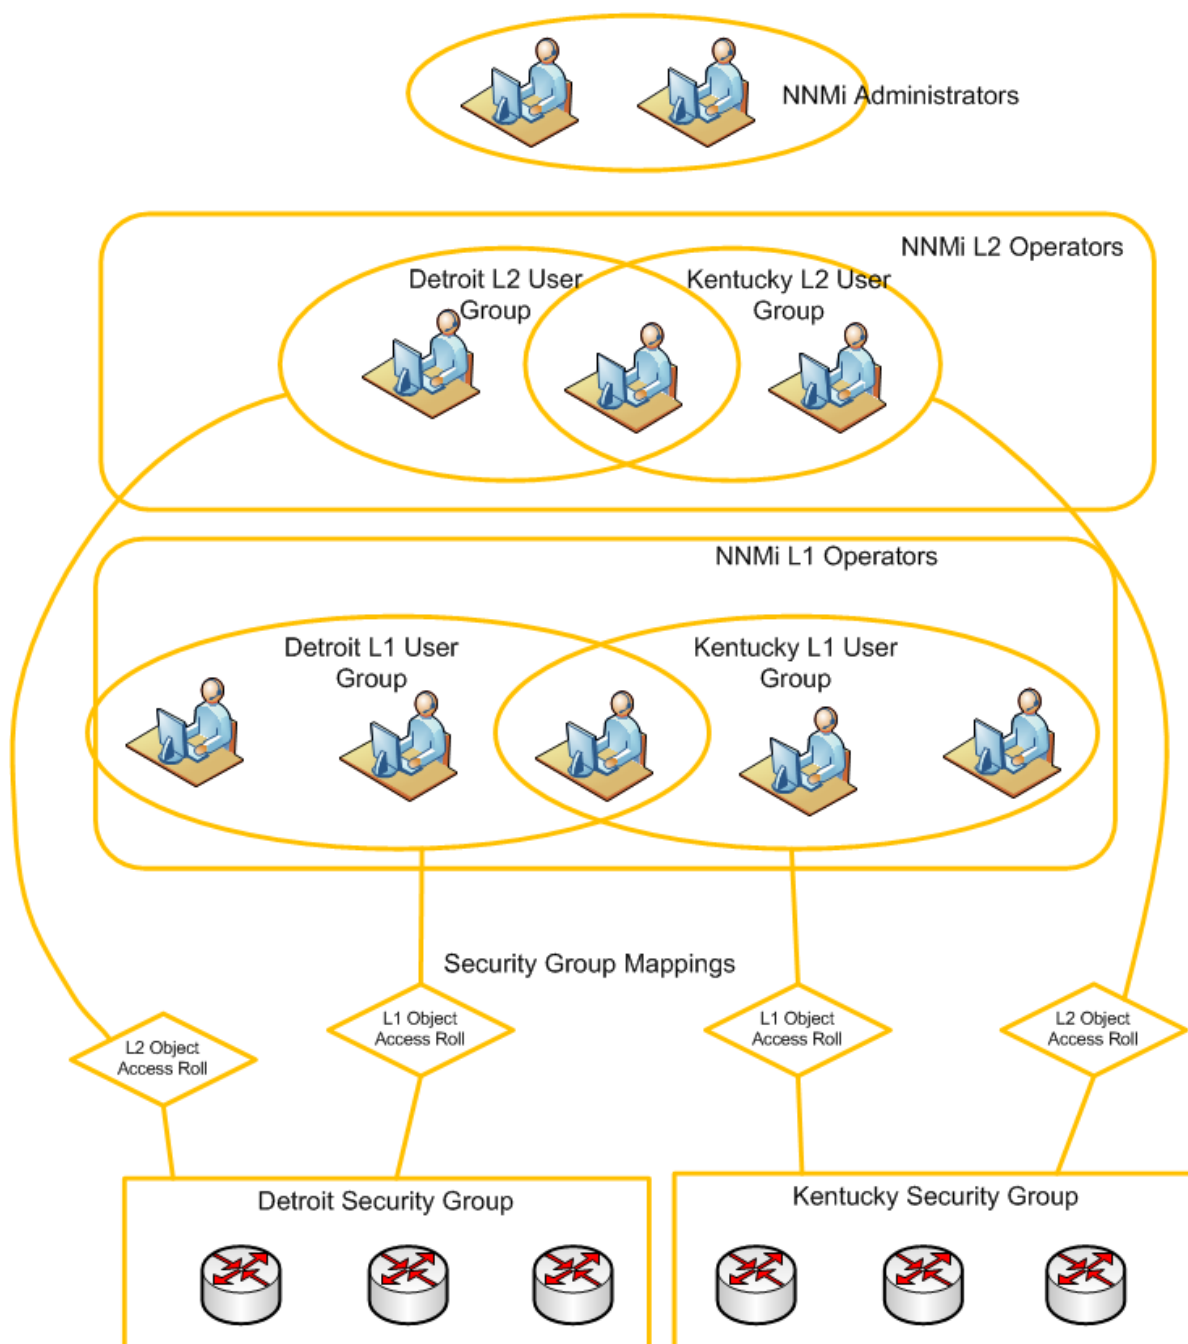 NNMi Administrators
NNMi L2 Operators
Detroit L2 User
Group
Kentucky L2 User
Group
NNMi L1 Operators
Detroit L1 User
Group
Kentucky L1 User
Group
Security Group Mappings
L2 Object
Access Roll
L1 Object
Access Roll
L1 Object
Access Roll
L2 Object
Access Roll
Detroit Security Group
Kentucky Security Group